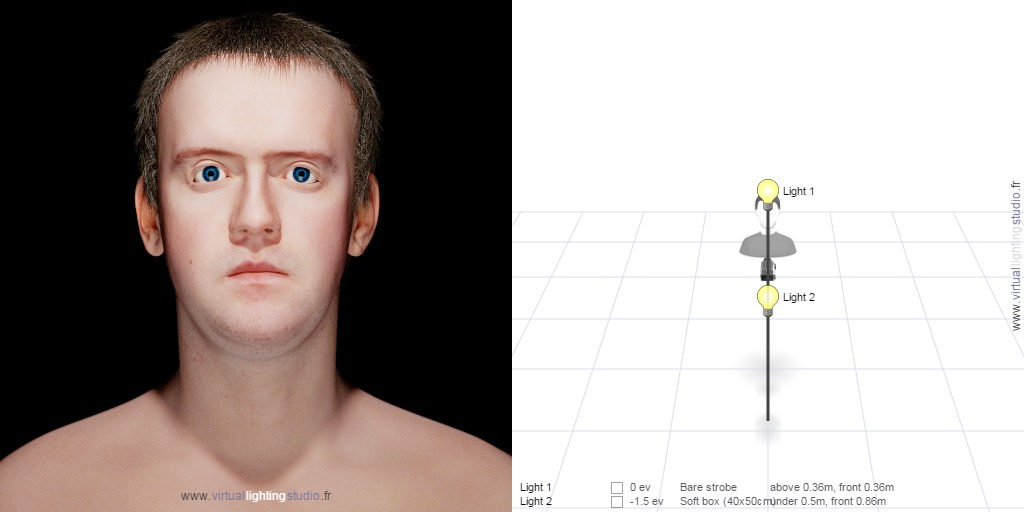 Light 1
Light 2
www.virtuallightingstudio.fr
Light 1 0 ev Bare strobe above 0.36m, front 0.36m
Light 2 -1.5 ev Soft box (40x50cm) under 0.5m, front 0.86m
www.virtuallightingstudio.fr